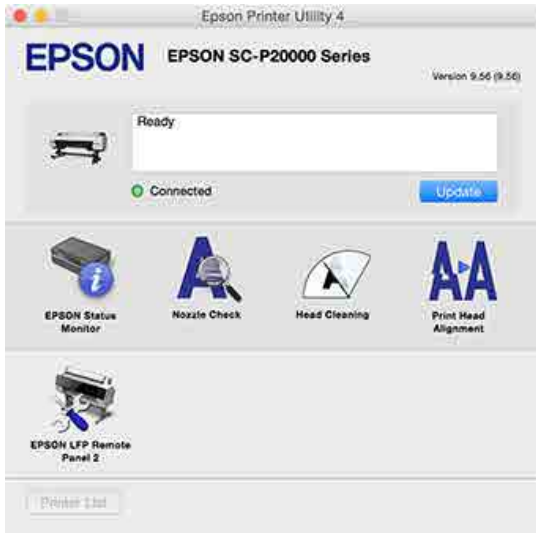 Epson Printer Utility 4
EPSON
EPSON SC-P20000 Series
Version 9.56 (9.56)
Ready
Connected
Update
EPSON Status
Monitor
Nozzle Check
Head Cleaning
Print Head
Alignment
EPSON LFP Remote
Panel 2
Printer List